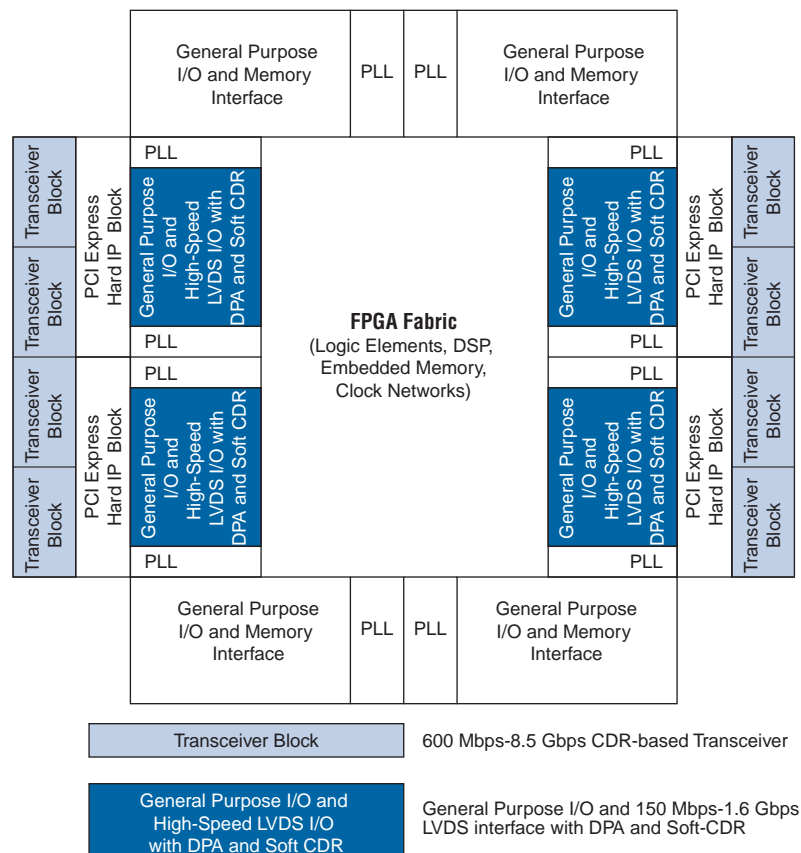 General Purpose
I/O and Memory
Interface
PLL
PLL
General Purpose
I/O and Memory
Interface
Transceiver
Block
Transceiver
Block
PCI Express
Hard IP Block
PLL
General Purpose
I/O and
High-Speed
LVDS I/O with
DPA and Soft CDR
PLL
Transceiver
Block
Transceiver
Block
PCI Express
Hard IP Block
PLL
General Purpose
I/O and
High-Speed
LVDS I/O with
DPA and Soft CDR
PLL
FPGA Fabric
(Logic Elements, DSP,
Embedded Memory,
Clock Networks)
PLL
General Purpose
I/O and
High-Speed
LVDS I/O with
DPA and Soft CDR
PLL
PCI Express
Hard IP Block
Transceiver
Block
Transceiver
Block
PLL
General Purpose
I/O and
High-Speed
LVDS I/O with
DPA and Soft CDR
PLL
PCI Express
Hard IP Block
Transceiver
Block
Transceiver
Block
General Purpose
I/O and Memory
Interface
PLL
PLL
General Purpose
I/O and Memory
Interface
Transceiver Block
600 Mbps-8.5 Gbps CDR-based Transceiver
General Purpose I/O and
High-Speed LVDS I/O
with DPA and Soft CDR
General Purpose I/O and 150 Mbps-1.6 Gbps
LVDS interface with DPA and Soft-CDR